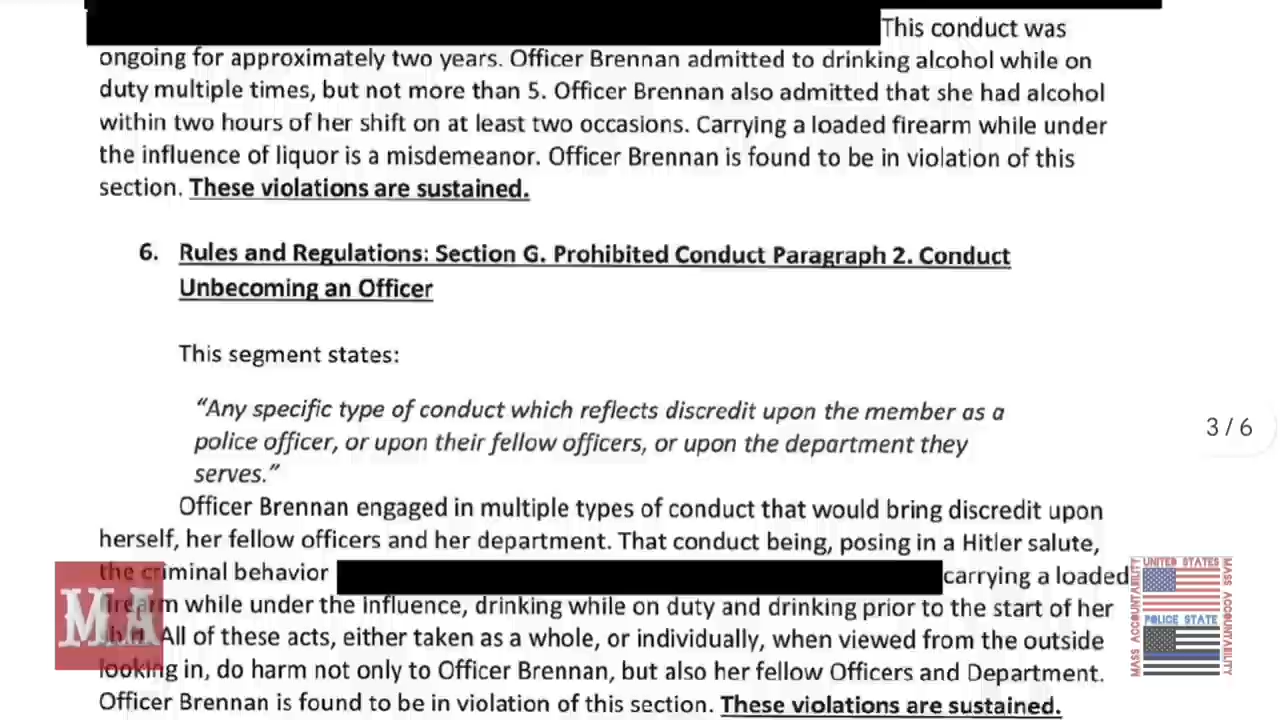 This conduct was
ongoing for approximately two years. Officer Brennan admitted to drinking alcohol while on
duty multiple times, but not more than 5. Officer Brennan also admitted that she had alcohol
within two hours of her shift on at least two occasions. Carrying a loaded firearm while under
the influence of liquor is a misdemeanor. Officer Brennan is found to be in violation of this
section. These violations are sustained.
6. Rules and Regulations: Section G. Prohibited Conduct Paragraph 2. Conduct
Unbecoming an Officer
This segment states:
“Any specific type of conduct which reflects discredit upon the member as a
police officer, or upon their fellow officers, or upon the department they
serves.”
Officer Brennan engaged in multiple types of conduct that would bring discredit upon
herself, her fellow officers and her department. That conduct being, posing in a Hitler salute,
the criminal behavior carrying a loaded
firearm while under the influence, drinking while on duty and drinking prior to the start of her
All of these acts, either taken as a whole, or individually, when viewed from the outside
looking in, do harm not only to Officer Brennan, but also her fellow Officers and Department.
Officer Brennan is found to be in violation of this section. These violations are sustained.
3 / 6
MA
UNITED STATES
POLICE STATE
MASS ACCOUNTABILITY
MASS ACCOUNTABILITY